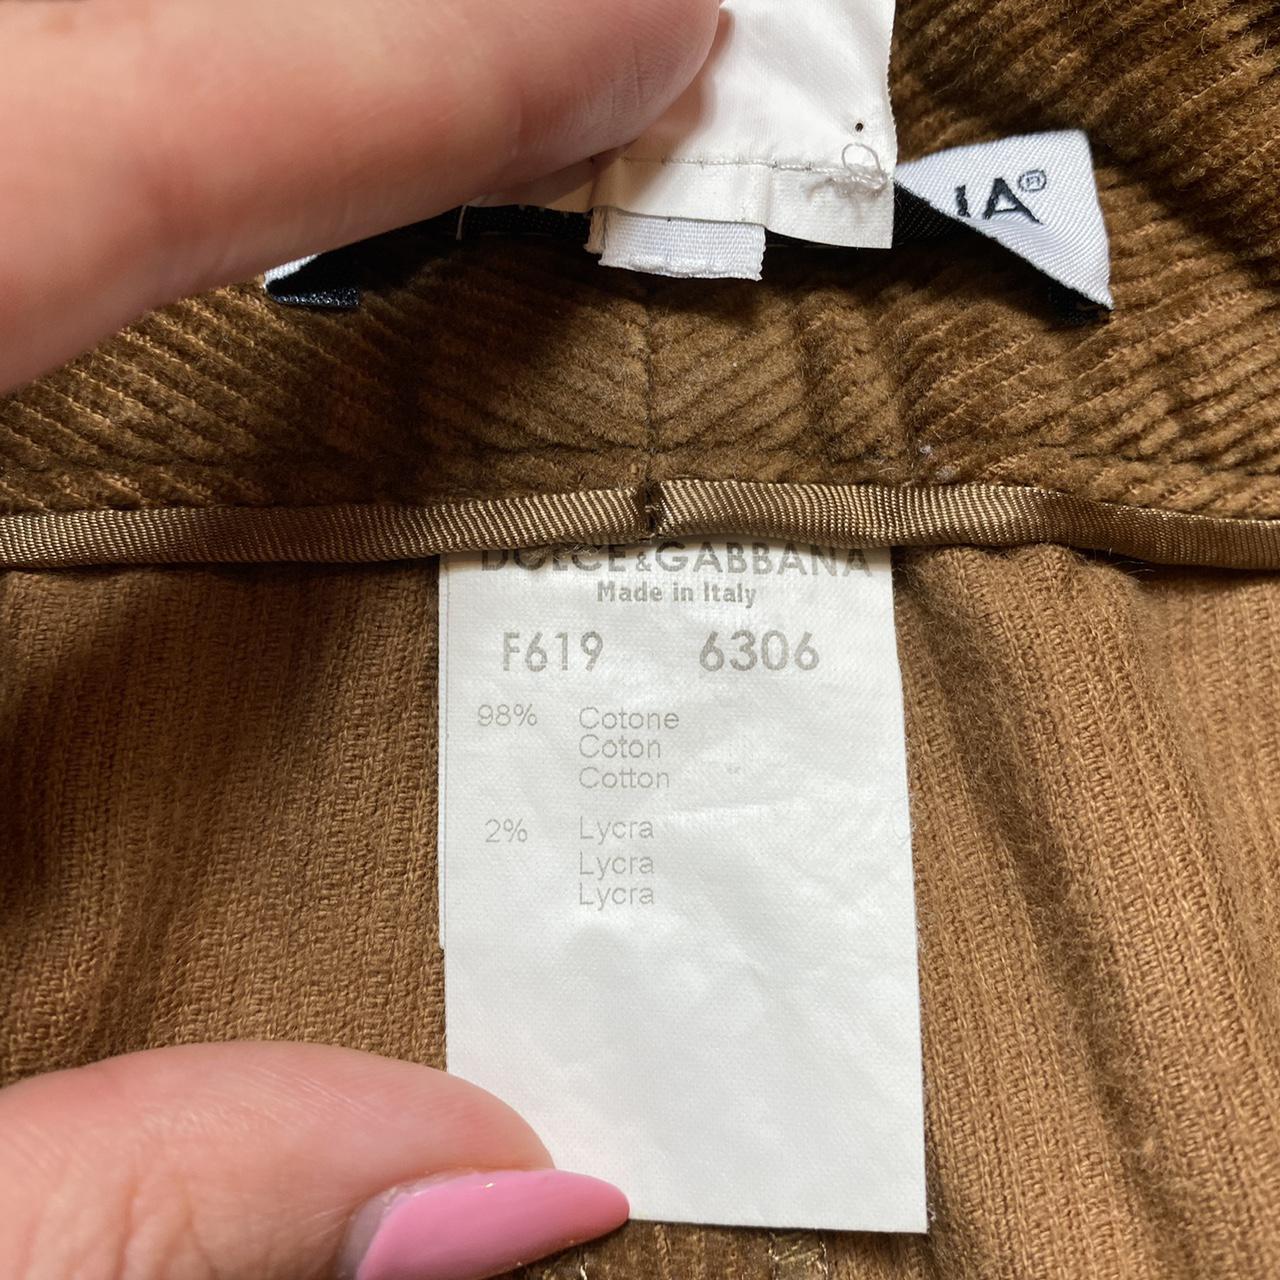 IA®
DOLCE&GABBANA
Made in Italy
F619 6306
98% Cotone
Coton
Cotton
2% Lycra
Lycra
Lycra